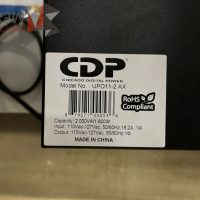 CDP
CHICAGO DIGITAL POWER
Model No.: UPO11-2 AX
RoHS
Compliant
Capacity: 2 000VA/1 800W
Input: 110Vac-127Vac, 50/60Hz, 19.2A, 1Φ
Output: 110Vac-127Vac, 50/60Hz, 1Φ
MADE IN CHINA